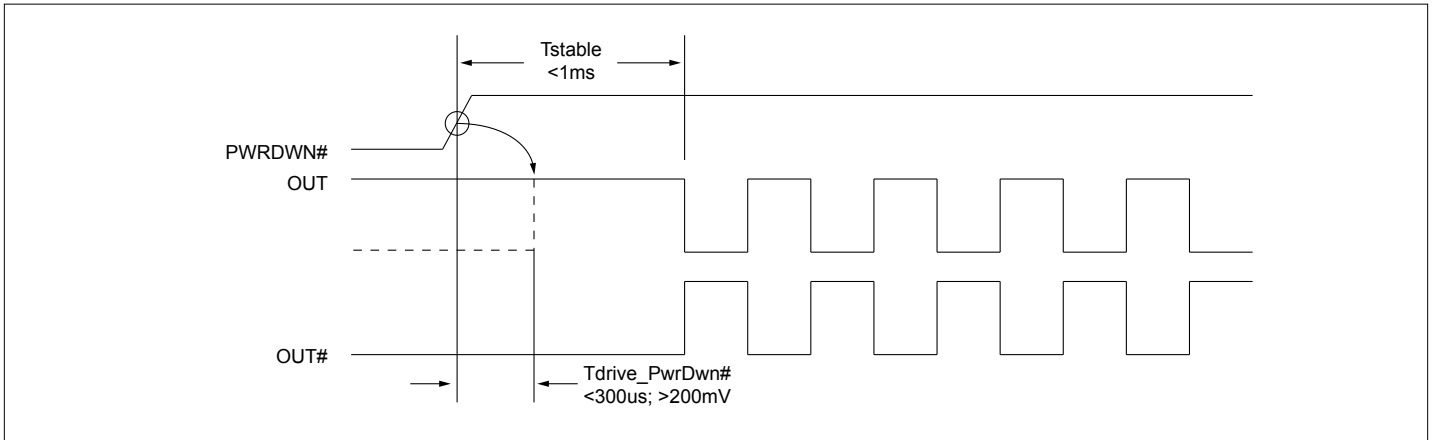 Tstable
<1ms
PWRDWN#
OUT
OUT#
Tdrive_PwrDwn#
<300us; >200mV